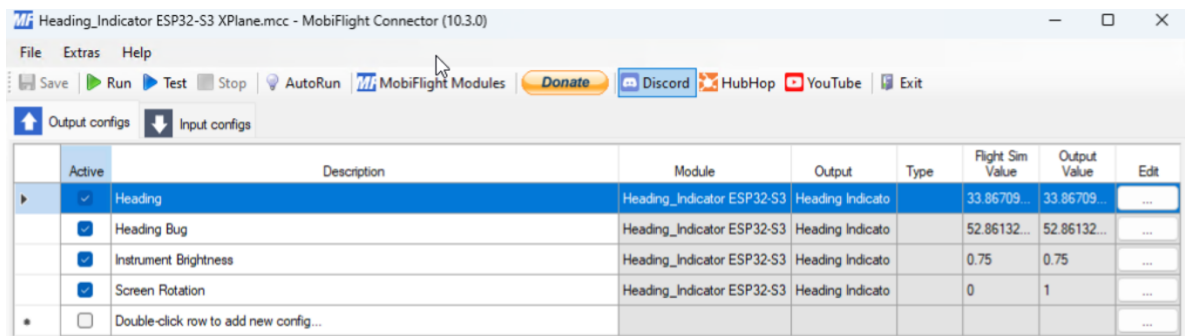 MF Heading_Indicator ESP32-S3 XPlane.mcc - MobiFlight Connector (10.3.0)
File Extras Help
Save Run Test Stop AutoRun MF MobiFlight Modules Donate Discord HubHop YouTube Exit
Output configs Input configs
Active Description Module Output Type Flight Sim Value Output Value Edit
Heading Heading_Indicator ESP32-S3 Heading Indicato 33.86709... 33.86709... ...
Heading Bug Heading_Indicator ESP32-S3 Heading Indicato 52.86132... 52.86132... ...
Instrument Brightness Heading_Indicator ESP32-S3 Heading Indicato 0.75 0.75 ...
Screen Rotation Heading_Indicator ESP32-S3 Heading Indicato 0 1 ...
Double-click row to add new config... ...